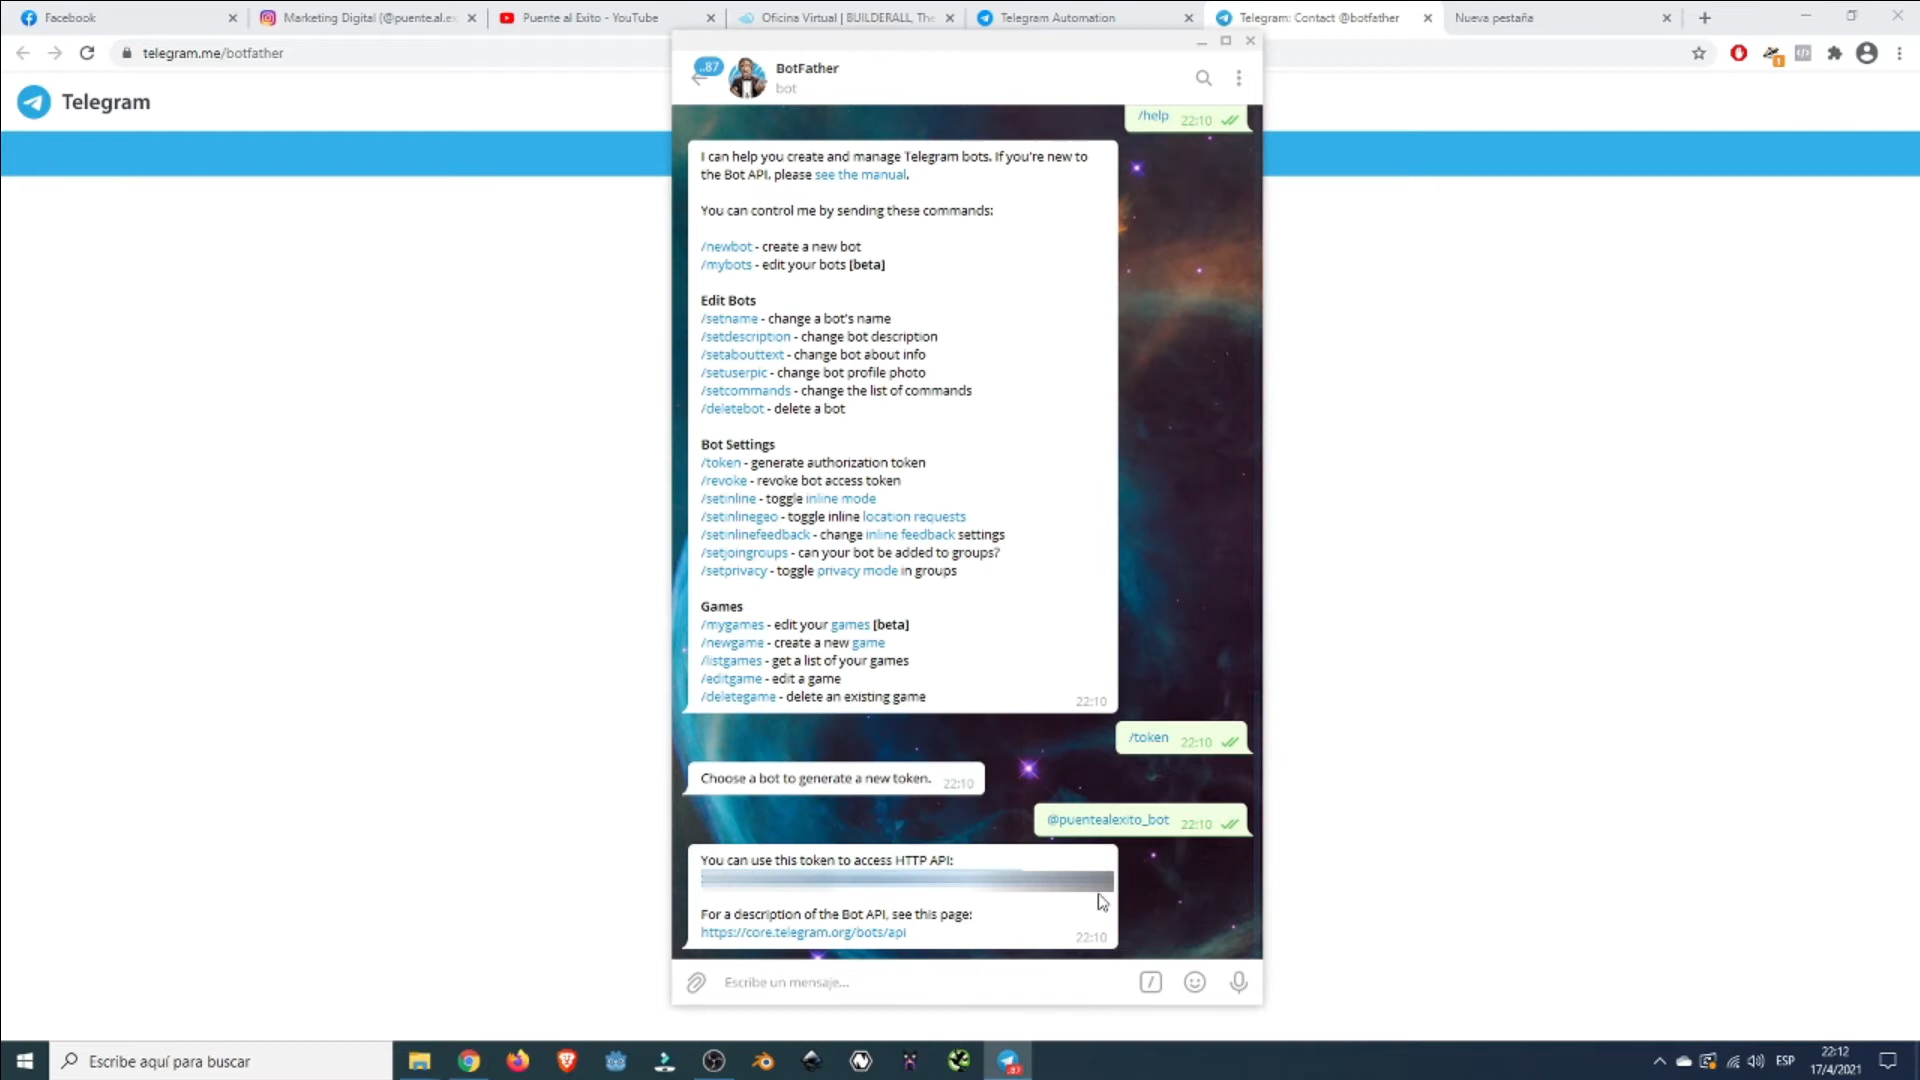 Facebook
Marketing Digital (@puente.al.ex
Puente al Exito - YouTube
Oficina Virtual | BUILDERALL, The
Telegram Automation
Telegram: Contact @botfather
Nueva pestaña
telegram.me/botfather
Telegram
..87
BotFather
bot
/help 22:10
I can help you create and manage Telegram bots. If you're new to
the Bot API, please see the manual.
You can control me by sending these commands:
/newbot - create a new bot
/mybots - edit your bots [beta]
Edit Bots
/setname - change a bot's name
/setdescription - change bot description
/setabouttext - change bot about info
/setuserpic - change bot profile photo
/setcommands - change the list of commands
/deletebot - delete a bot
Bot Settings
/token - generate authorization token
/revoke - revoke bot access token
/setinline - toggle inline mode
/setinlinegeo - toggle inline location requests
/setinlinefeedback - change inline feedback settings
/setjoingroups - can your bot be added to groups?
/setprivacy - toggle privacy mode in groups
Games
/mygames - edit your games [beta]
/newgame - create a new game
/listgames - get a list of your games
/editgame - edit a game
/deletegame - delete an existing game
22:10
/token 22:10
Choose a bot to generate a new token. 22:10
@puentealexito_bot 22:10
You can use this token to access HTTP API:
For a description of the Bot API, see this page:
https://core.telegram.org/bots/api
22:10
Escribe un mensaje...
Escribe aquí para buscar
87
ESP
22:12
17/4/2021